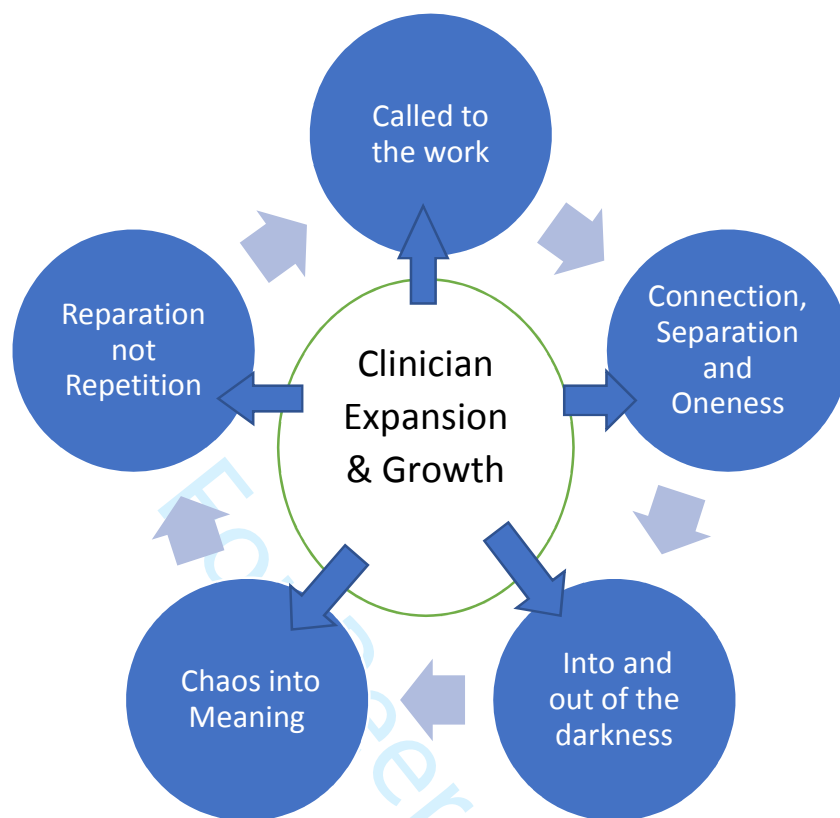 Called to
the work
Connection,
Separation
and
Oneness
Into and
out of the
darkness
Chaos into
Meaning
Reparation
not
Repetition
Clinician
Expansion
& Growth